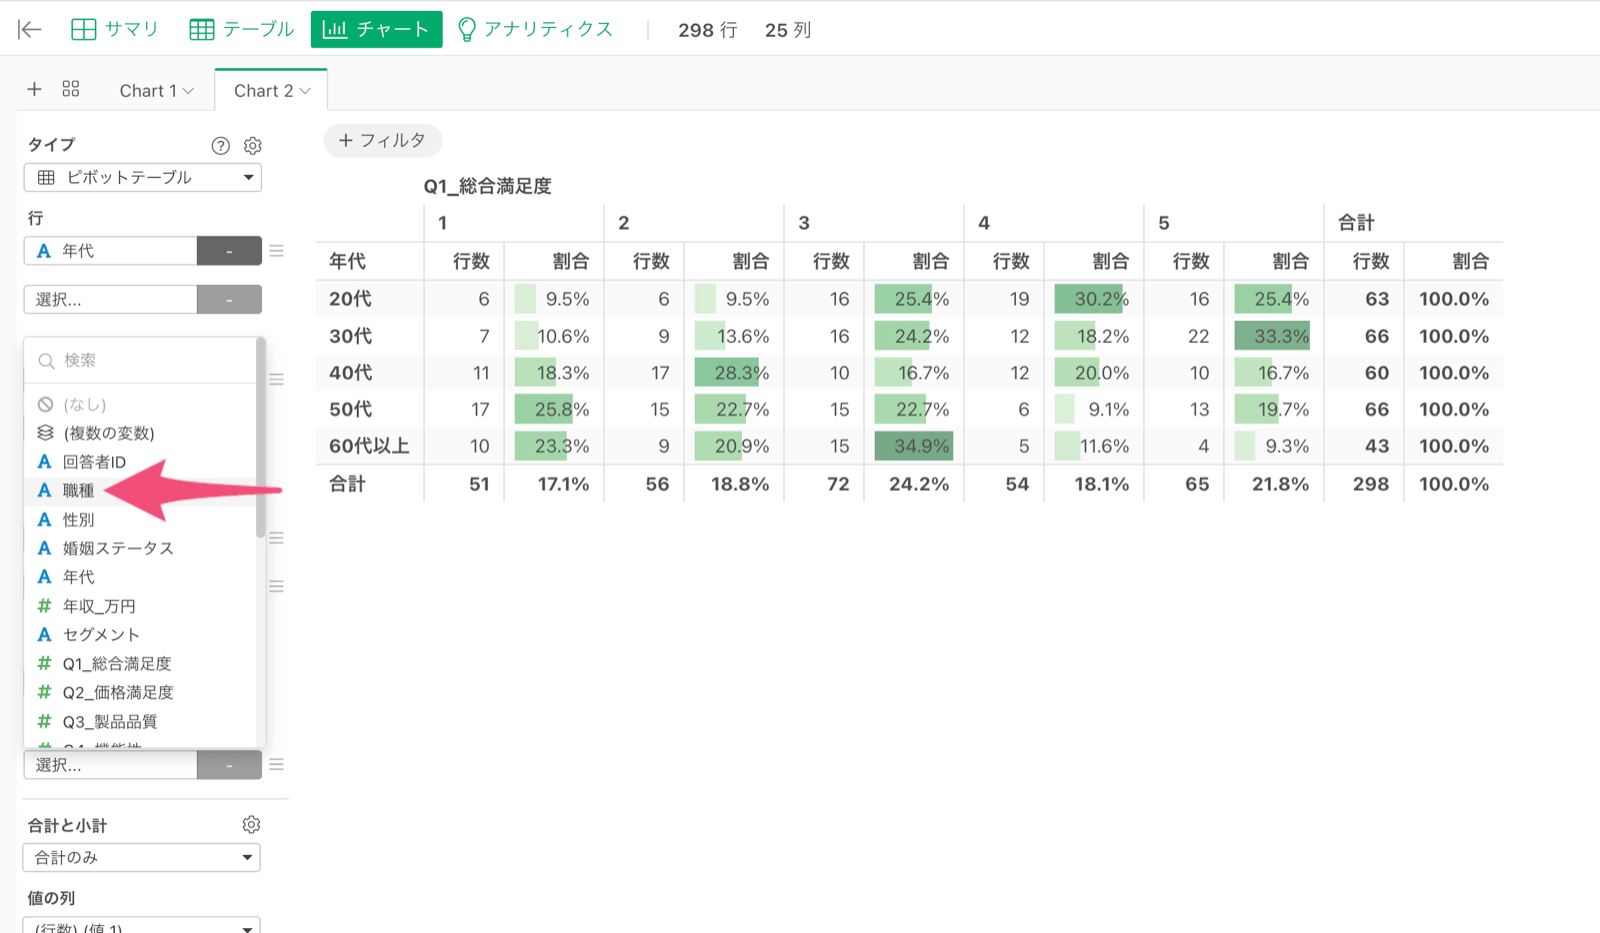 サマリ テーブル チャート アナリティクス 298 行 25 列
Chart 1 Chart 2
タイプ
ピボットテーブル
行
年代 -
選択... -
検索
(なし)
(複数の変数)
回答者ID
職種
性別
婚姻ステータス
年代
年収_万円
セグメント
Q1_総合満足度
Q2_価格満足度
Q3_製品品質
Q4_機能性
選択... -
合計と小計
合計のみ
値の列
(行数) (値 1)
+ フィルタ
Q1_総合満足度
1 2 3 4 5 合計
年代 行数 割合 行数 割合 行数 割合 行数 割合 行数 割合 行数 割合
20代 6 9.5% 6 9.5% 16 25.4% 19 30.2% 16 25.4% 63 100.0%
30代 7 10.6% 9 13.6% 16 24.2% 12 18.2% 22 33.3% 66 100.0%
40代 11 18.3% 17 28.3% 10 16.7% 12 20.0% 10 16.7% 60 100.0%
50代 17 25.8% 15 22.7% 15 22.7% 6 9.1% 13 19.7% 66 100.0%
60代以上 10 23.3% 9 20.9% 15 34.9% 5 11.6% 4 9.3% 43 100.0%
合計 51 17.1% 56 18.8% 72 24.2% 54 18.1% 65 21.8% 298 100.0%